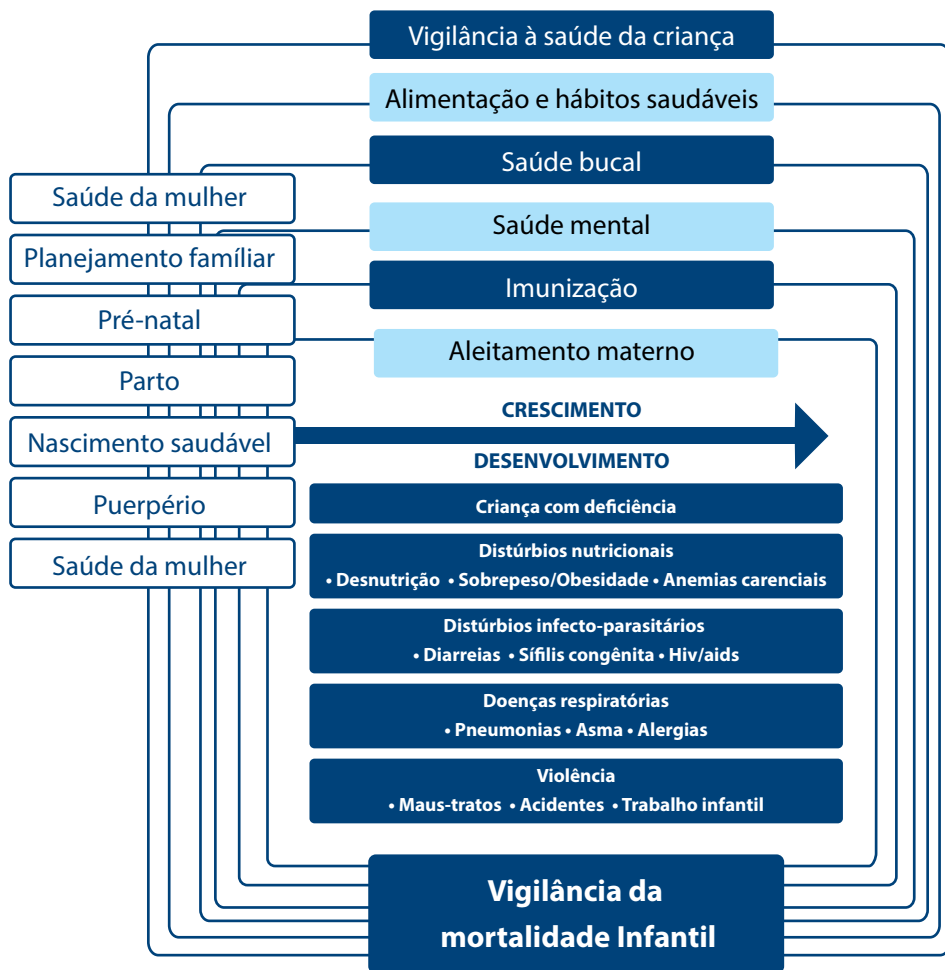 Vigilância à saúde da criança
Alimentação e hábitos saudáveis
Saúde bucal
Saúde mental
Imunização
Aleitamento materno
Saúde da mulher
Planejamento famíliar
Pré-natal
Parto
Nascimento saudável
Puerpério
Saúde da mulher
CRESCIMENTO
DESENVOLVIMENTO
Criança com deficiência
Distúrbios nutricionais
• Desnutrição • Sobrepeso/Obesidade • Anemias carenciais
Distúrbios infecto-parasitários
• Diarreias • Sífilis congênita • Hiv/aids
Doenças respiratórias
• Pneumonias • Asma • Alergias
Violência
• Maus-tratos • Acidentes • Trabalho infantil
Vigilância da
mortalidade Infantil